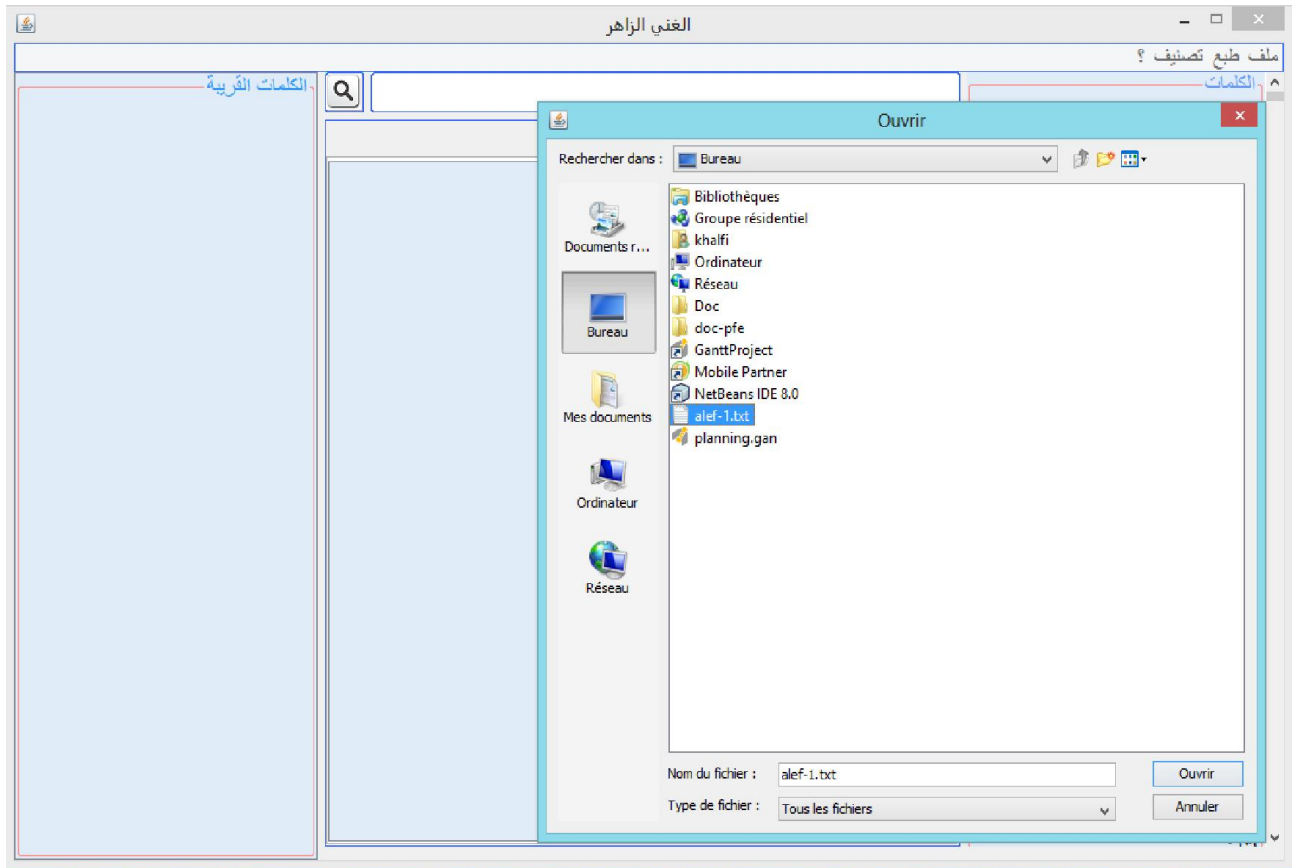 الغني الزاهر
ملف طبع تصنيف ؟
الكلمات
الكلمات القريبة
Ouvrir
Rechercher dans :
Bureau
Documents r...
Bureau
Mes documents
Ordinateur
Réseau
Bibliothèques
Groupe résidentiel
khalfi
Ordinateur
Réseau
Doc
doc-pfe
GanttProject
Mobile Partner
NetBeans IDE 8.0
alef-1.txt
planning.gan
Nom du fichier :
alef-1.txt
Ouvrir
Type de fichier :
Tous les fichiers
Annuler